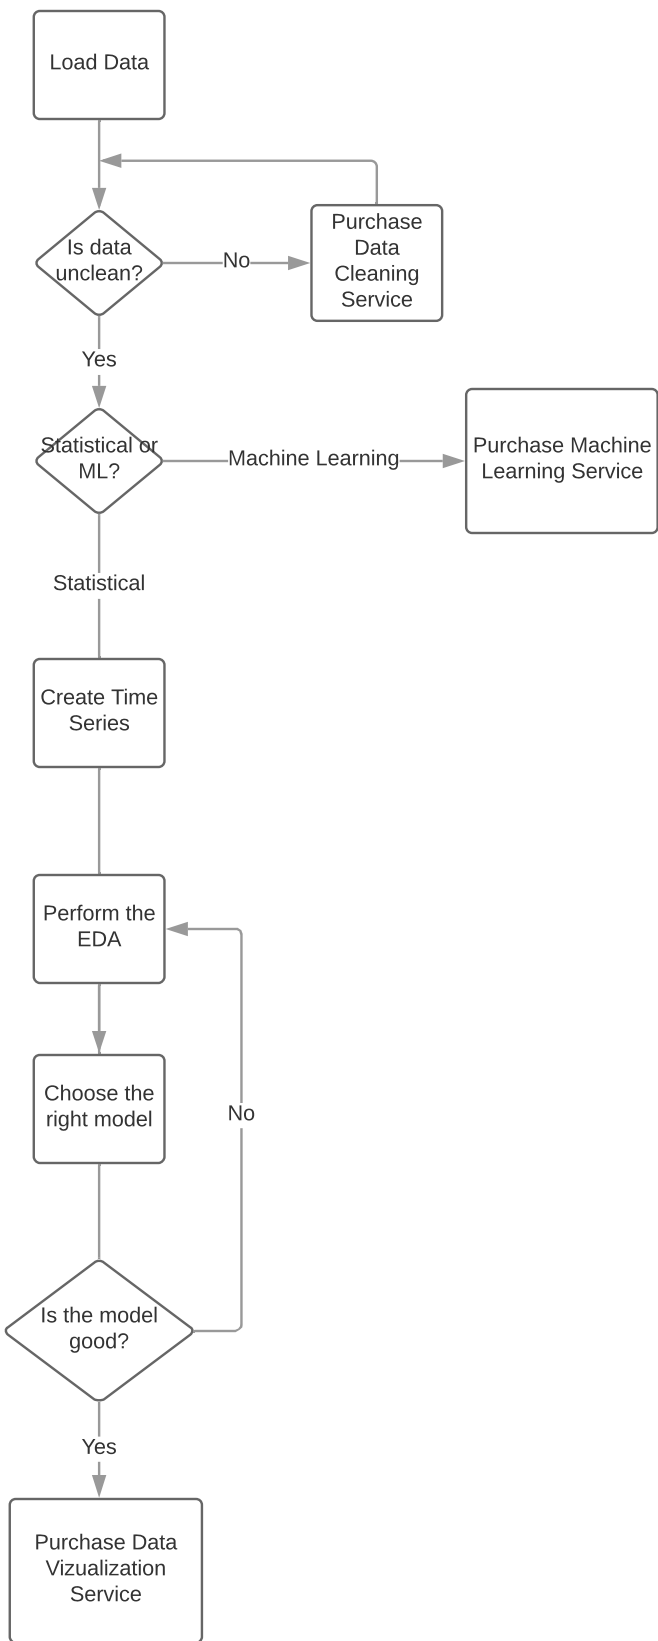 Load Data
Is data
unclean?
No
Purchase
Data
Cleaning
Service
Yes
Statistical or
ML?
Machine Learning
Purchase Machine
Learning Service
Statistical
Create Time
Series
Perform the
EDA
Choose the
right model
No
Is the model
good?
Yes
Purchase Data
Vizualization
Service